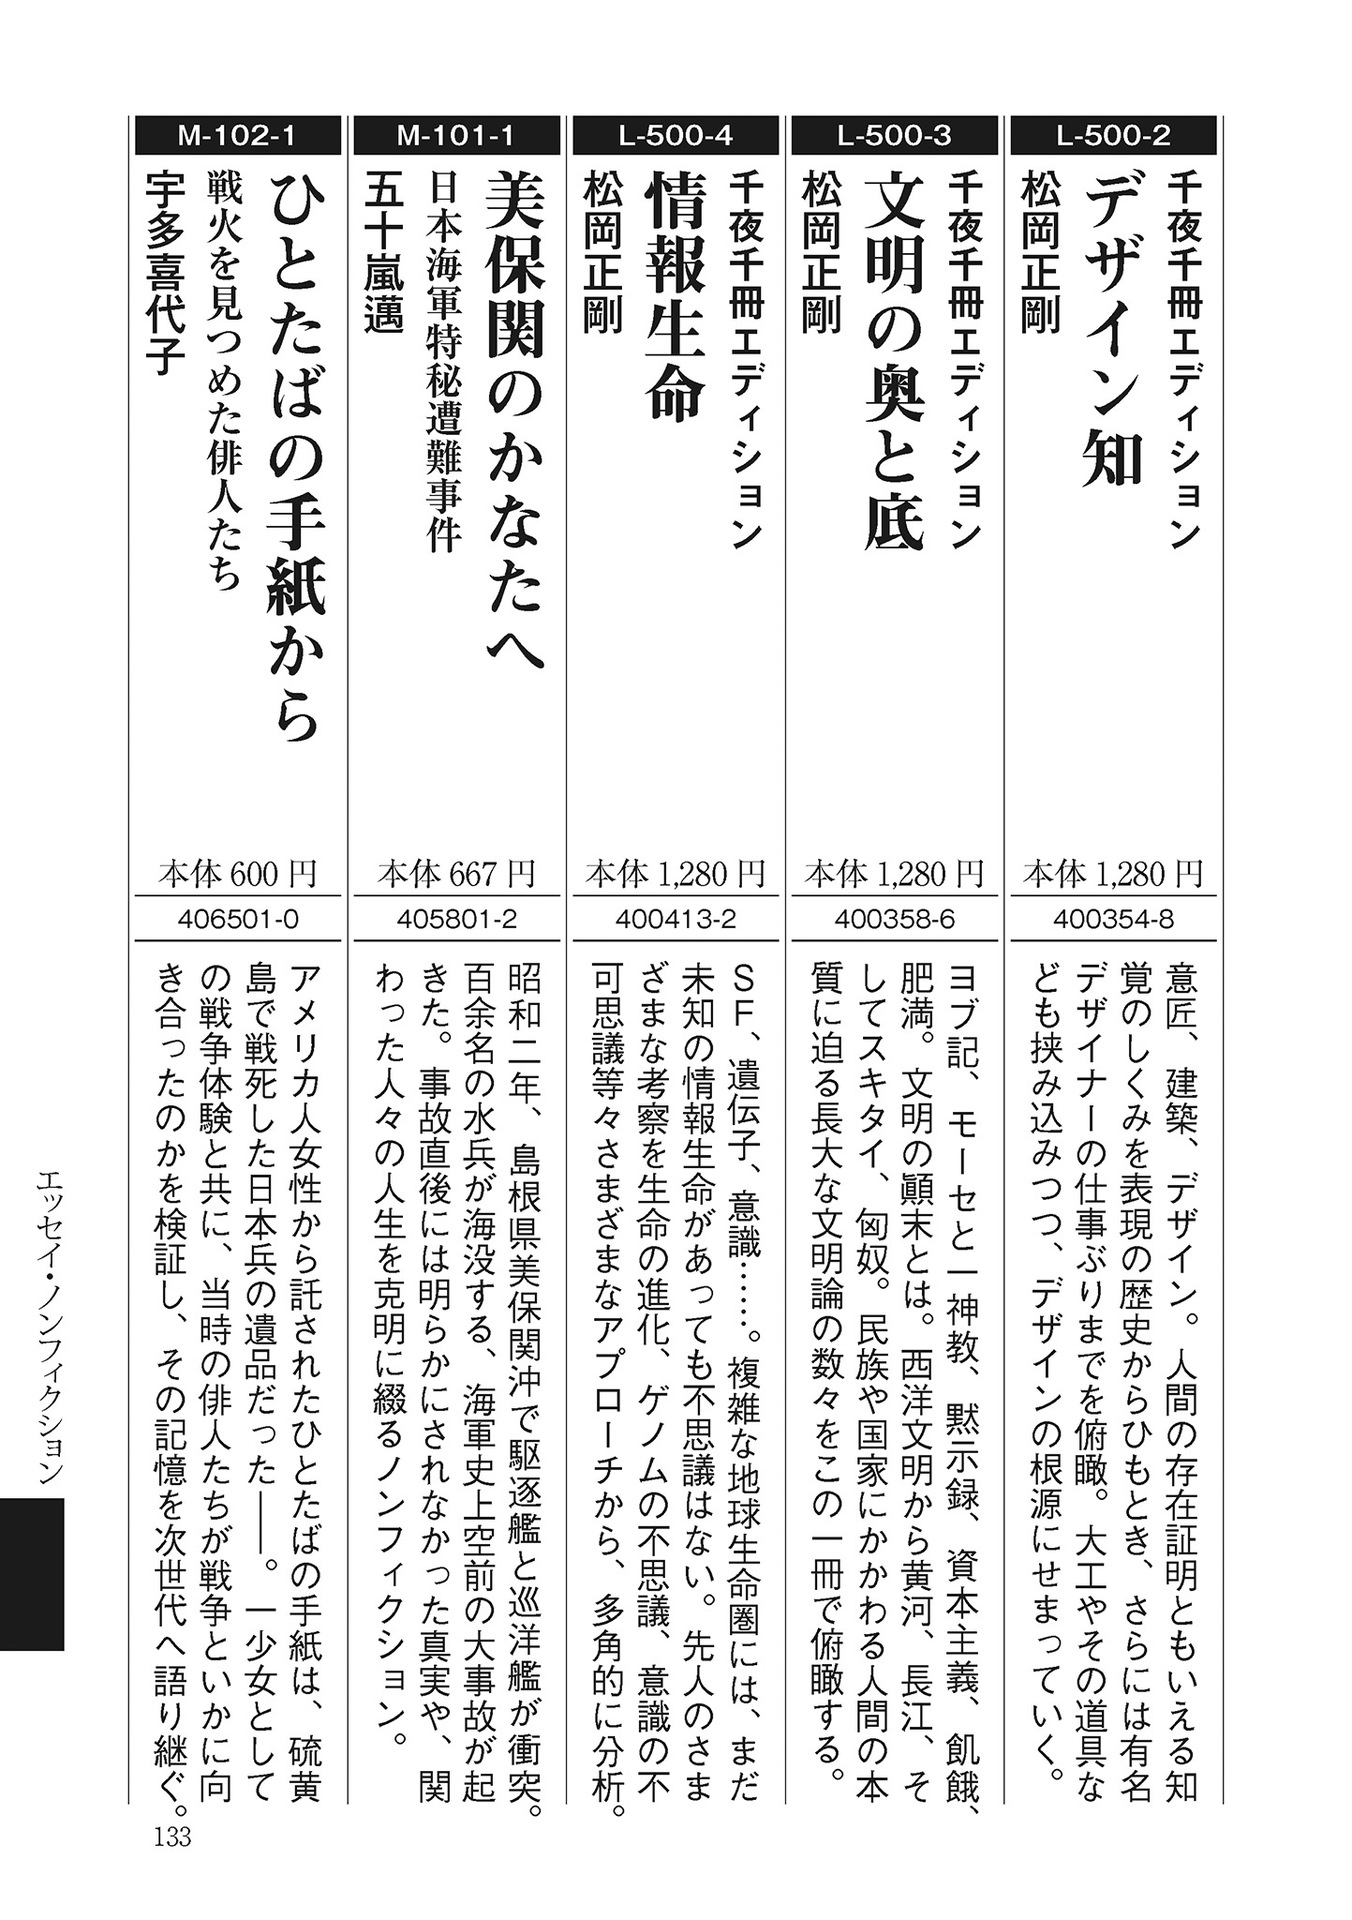 L-500-2
千夜千冊エディション
デザイン知
松岡正剛
本体 1,280 円
400354-8
意匠、建築、デザイン。人間の存在証明ともいえる知
覚のしくみを表現の歴史からひもとき、さらには有名
デザイナーの仕事ぶりまでを俯瞰。大工やその道具な
ども挟み込みつつ、デザインの根源にせまっていく。
L-500-3
千夜千冊エディション
文明の奥と底
松岡正剛
本体 1,280 円
400358-6
ヨブ記、モーセと一神教、黙示録、資本主義、飢餓、
肥満。文明の顚末とは。西洋文明から黄河、長江、そ
してスキタイ、匈奴。民族や国家にかかわる人間の本
質に迫る長大な文明論の数々をこの一冊で俯瞰する。
L-500-4
千夜千冊エディション
情報生命
松岡正剛
本体 1,280 円
400413-2
SF、遺伝子、意識……。複雑な地球生命圏には、まだ
未知の情報生命があっても不思議はない。先人のさま
ざまな考察を生命の進化、ゲノムの不思議、意識の不
可思議等々さまざまなアプローチから、多角的に分析。
M-101-1
美保関のかなたへ
日本海軍特秘遭難事件
五十嵐邁
本体 667 円
405801-2
昭和二年、島根県美保関沖で駆逐艦と巡洋艦が衝突。
百余名の水兵が海没する、海軍史上空前の大事故が起
きた。事故直後には明らかにされなかった真実や、関
わった人々の人生を克明に綴るノンフィクション。
M-102-1
ひとたばの手紙から
戦火を見つめた俳人たち
宇多喜代子
本体 600 円
406501-0
アメリカ人女性から託されたひとたばの手紙は、硫黄
島で戦死した日本兵の遺品だった――。一少女として
の戦争体験と共に、当時の俳人たちが戦争といかに向
き合ったのかを検証し、その記憶を次世代へ語り継ぐ。
エッセイ・ノンフィクション
133